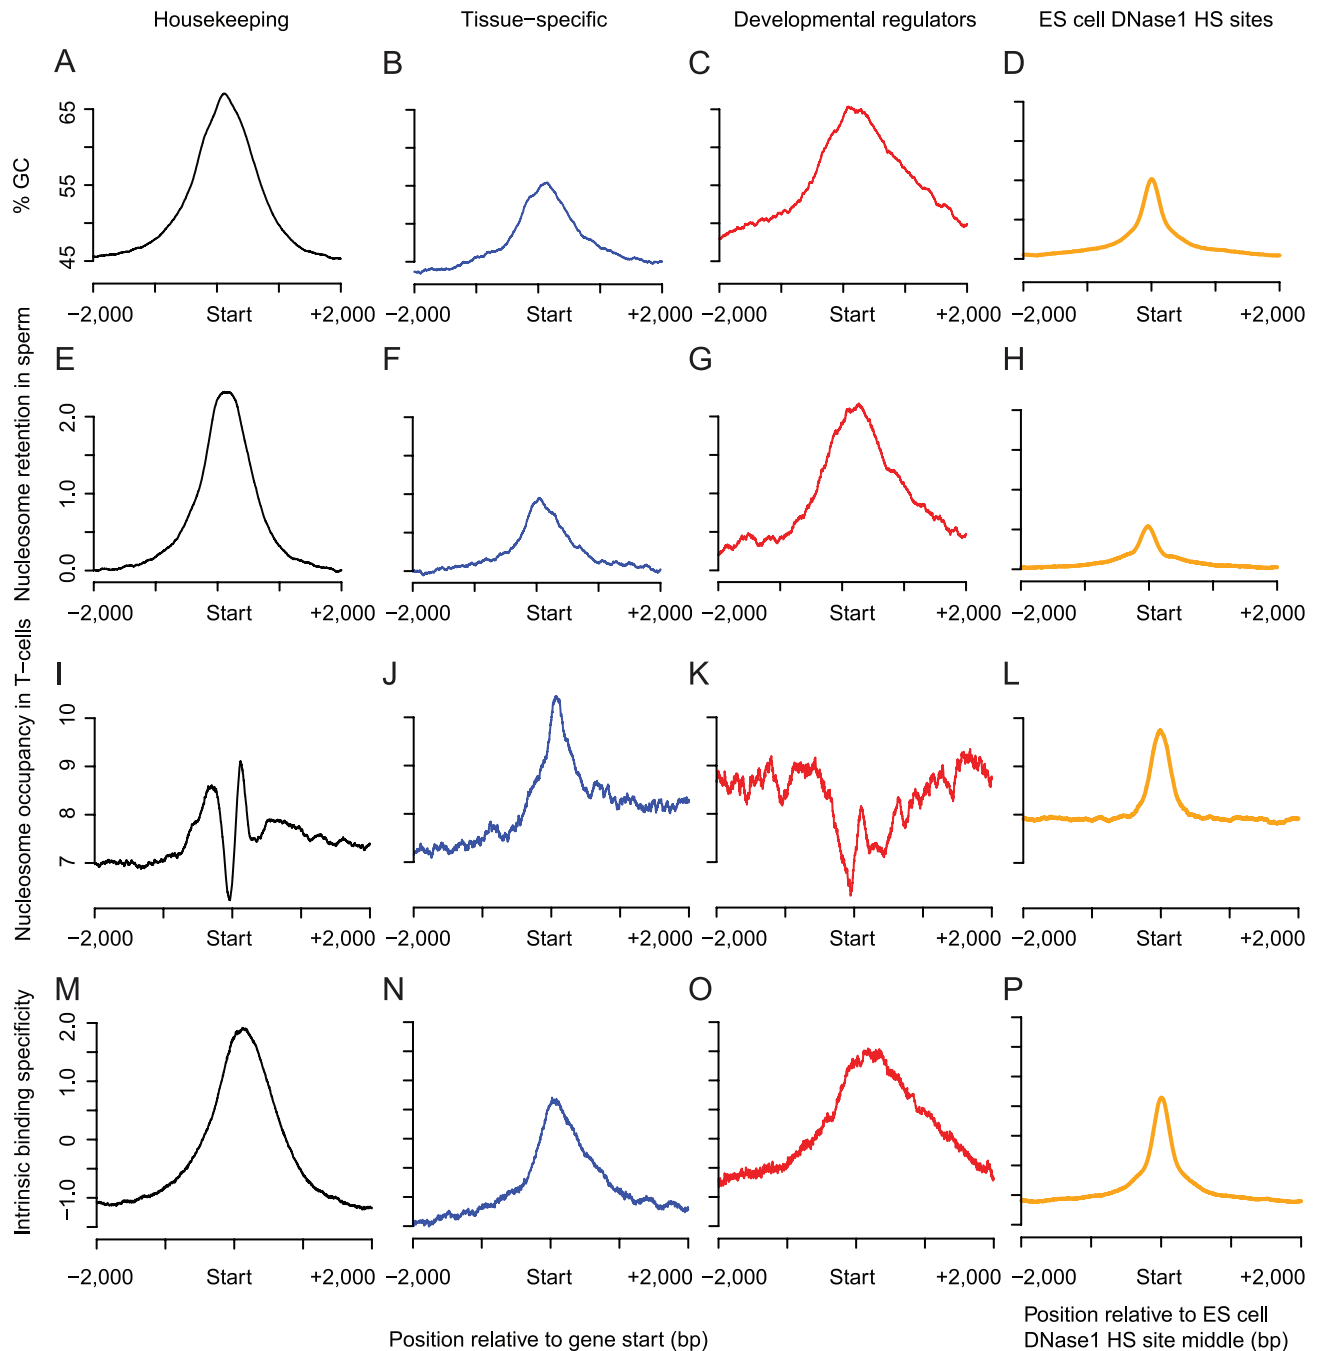 Housekeeping Tissue−specific Developmental regulators ES cell DNase1 HS sites
A B C D
% GC
65
55
45
−2,000 Start +2,000 −2,000 Start +2,000 −2,000 Start +2,000 −2,000 Start +2,000
E F G H
Nucleosome retention in sperm
2.0
1.0
0.0
−2,000 Start +2,000 −2,000 Start +2,000 −2,000 Start +2,000 −2,000 Start +2,000
I J K L
Nucleosome occupancy in T−cells
10
9
8
7
−2,000 Start +2,000 −2,000 Start +2,000 −2,000 Start +2,000 −2,000 Start +2,000
M N O P
Intrinsic binding specificity
2.0
1.0
0
−1.0
−2,000 Start +2,000 −2,000 Start +2,000 −2,000 Start +2,000 −2,000 Start +2,000
Position relative to gene start (bp)
Position relative to ES cell
DNase1 HS site middle (bp)